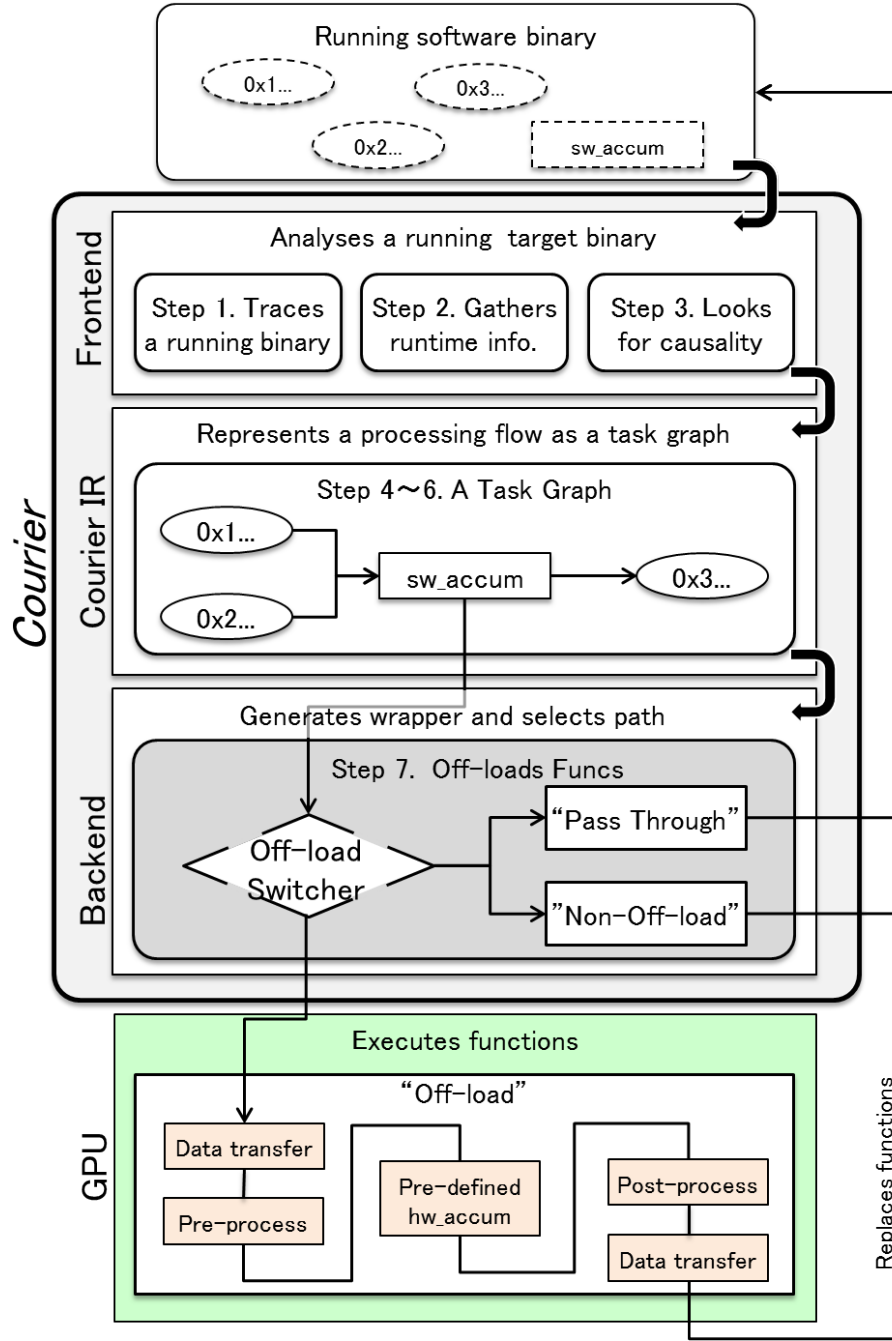 Running software binary
0x1...
0x3...
0x2...
sw_accum
Courier
Frontend
Analyses a running target binary
Step 1. Traces
a running binary
Step 2. Gathers
runtime info.
Step 3. Looks
for causality
Courier IR
Represents a processing flow as a task graph
Step 4～6. A Task Graph
0x1...
0x2...
sw_accum
0x3...
Backend
Generates wrapper and selects path
Step 7. Off-loads Funcs
Off-load
Switcher
“Pass Through”
”Non-Off-load”
GPU
Executes functions
“Off-load”
Data transfer
Pre-process
Pre-defined
hw_accum
Post-process
Data transfer
Replaces functions